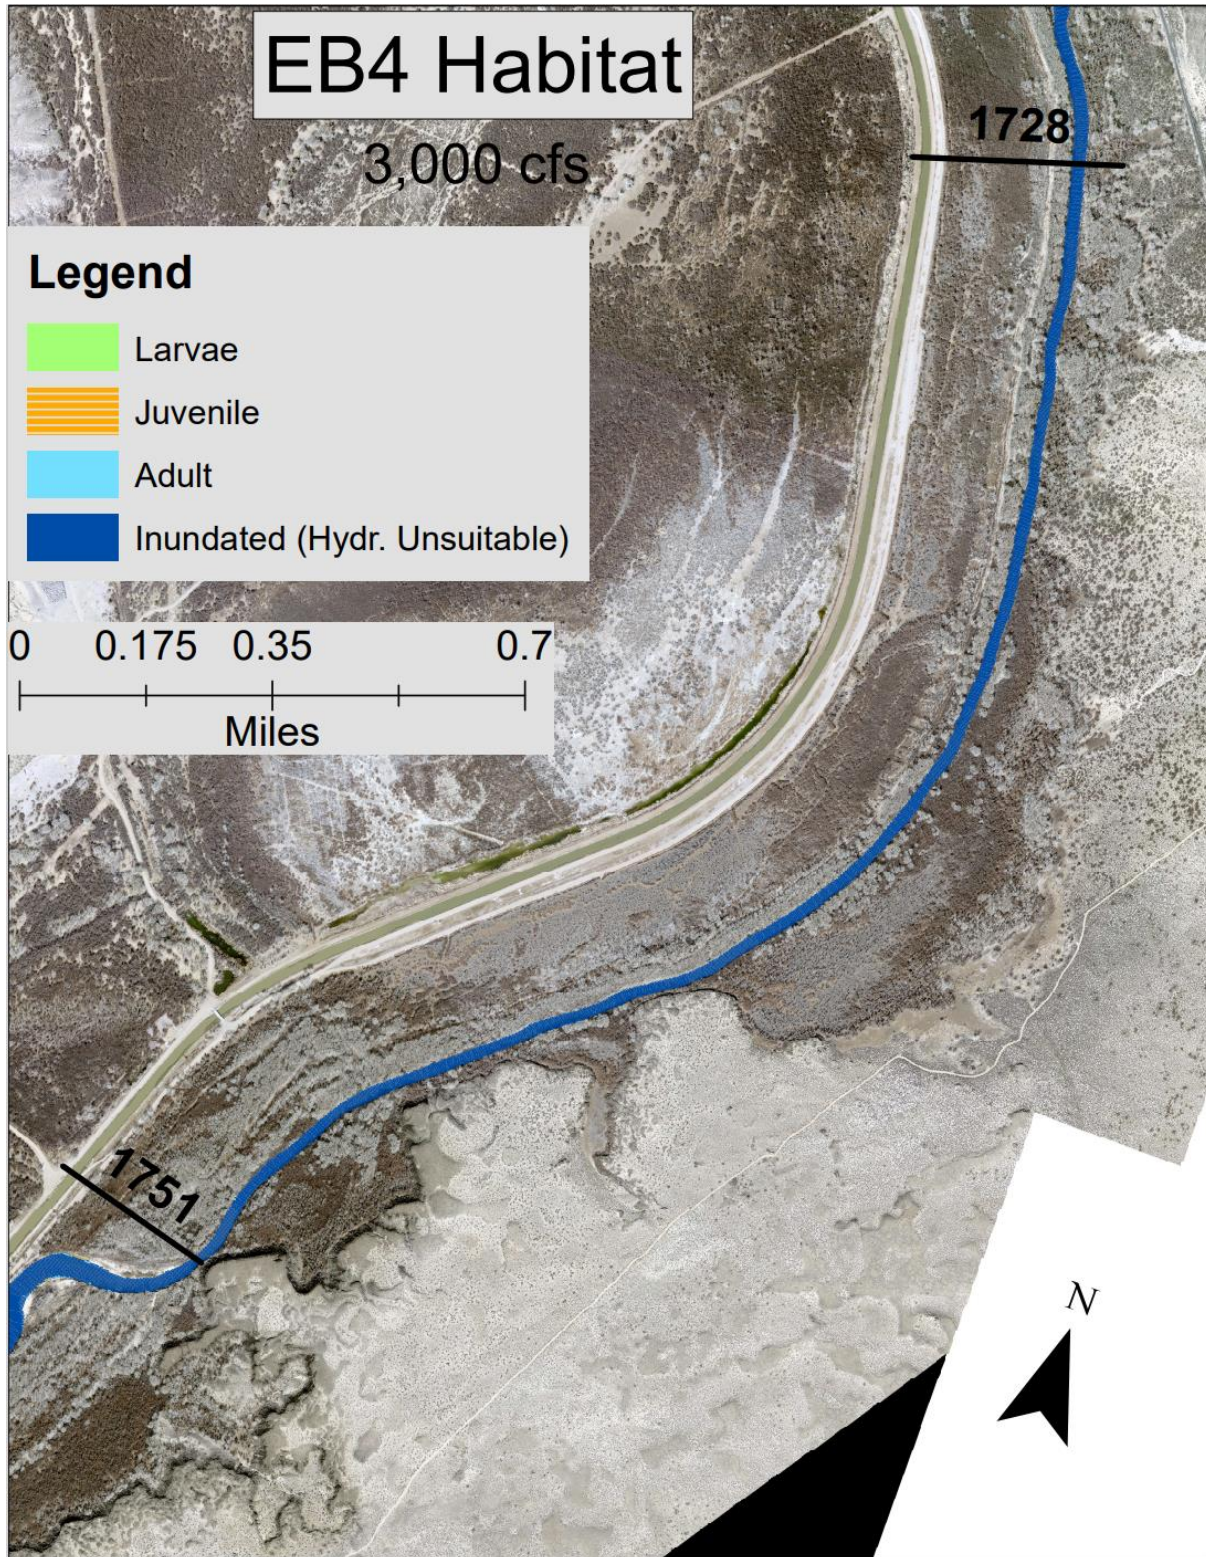 EB4 Habitat
3,000 cfs
1728
Legend
Larvae
Juvenile
Adult
Inundated (Hydr. Unsuitable)
0 0.175 0.35 0.7
Miles
1751
N